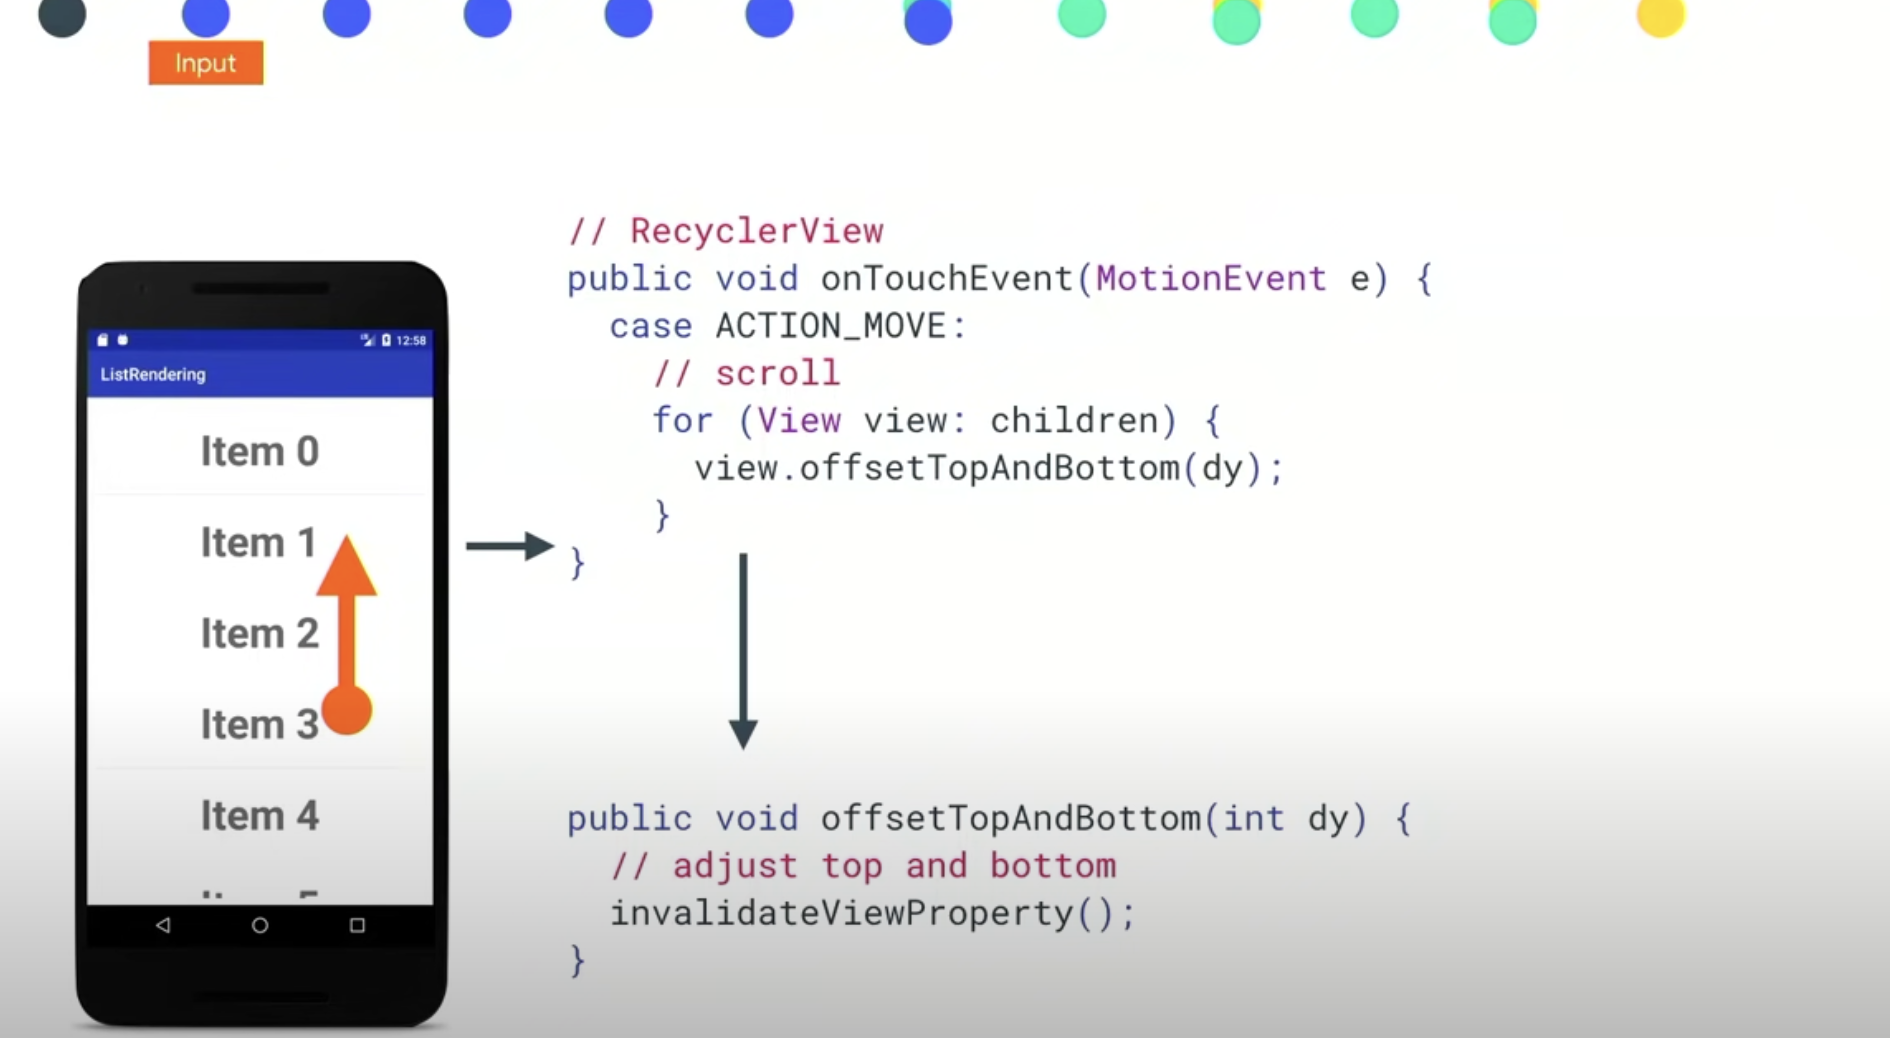 Input
// RecyclerView
public void onTouchEvent(MotionEvent e) {
case ACTION_MOVE:
// scroll
for (View view: children) {
view.offsetTopAndBottom(dy);
}
}
12:58
ListRendering
Item 0
Item 1
Item 2
Item 3
Item 4
public void offsetTopAndBottom(int dy) {
// adjust top and bottom
invalidateViewProperty();
}